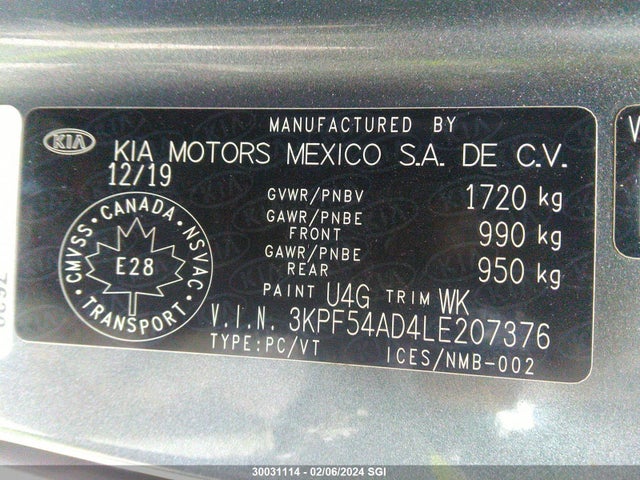 MANUFACTURED BY
KIA KIA MOTORS MEXICO S.A. DE C.V.
12/19
GVWR/PNBV 1720 kg
GAWR/PNBE FRONT 990 kg
GAWR/PNBE REAR 950 kg
PAINT U4G TRIM WK
CMVSS • CANADA • NSVAC • TRANSPORT •
E28
V.I.N. 3KPF54AD4LE207376
TYPE:PC/VT ICES/NMB-002
30031114 - 02/06/2024 SGI